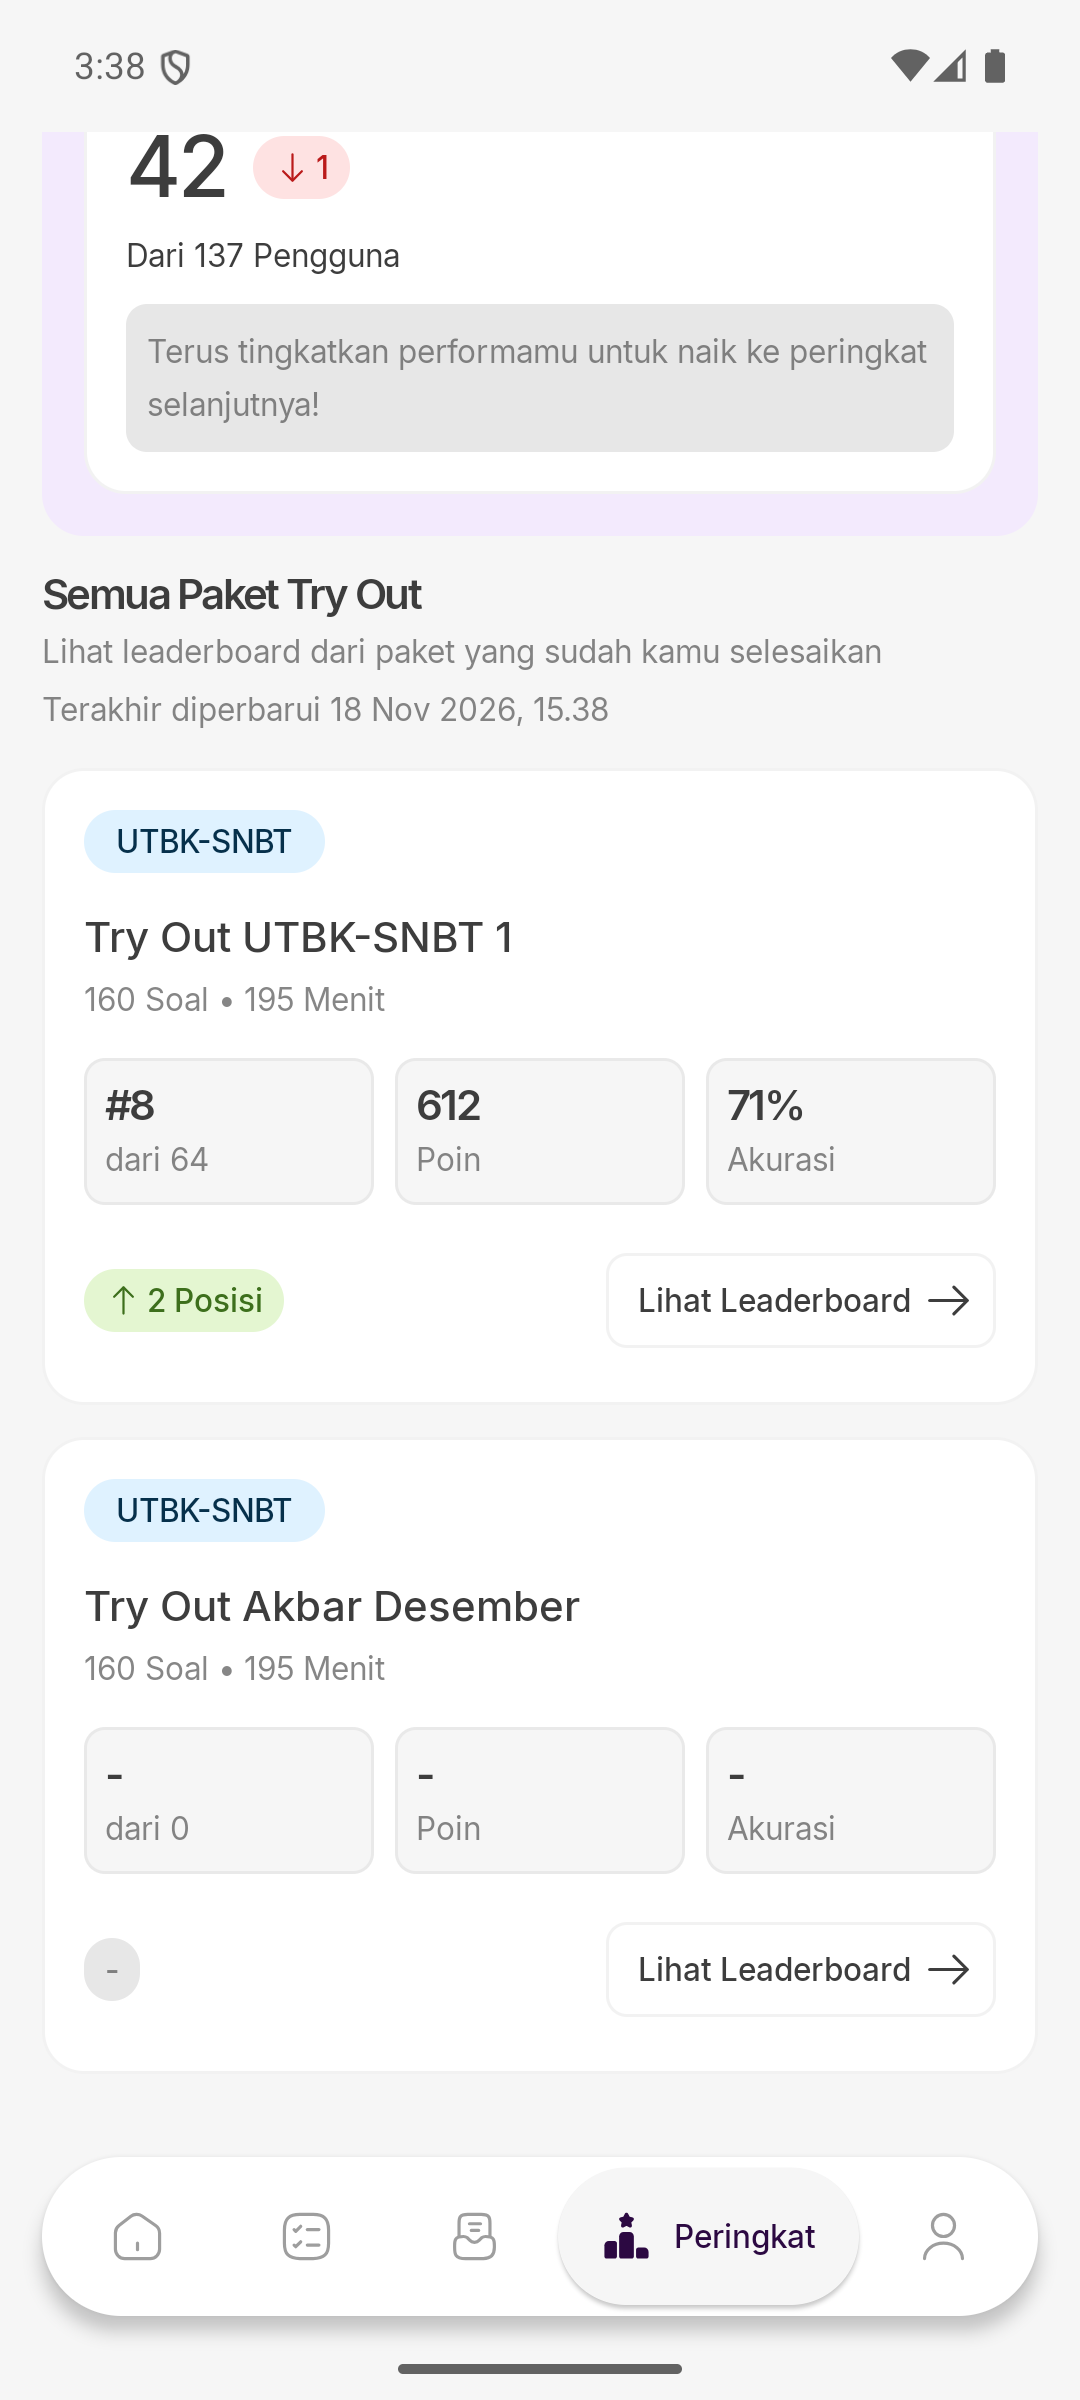 3:38
42
↓ 1
Dari 137 Pengguna
Terus tingkatkan performamu untuk naik ke peringkat
selanjutnya!
Semua Paket Try Out
Lihat leaderboard dari paket yang sudah kamu selesaikan
Terakhir diperbarui 18 Nov 2026, 15.38
UTBK-SNBT
Try Out UTBK-SNBT 1
160 Soal • 195 Menit
#8
dari 64
612
Poin
71%
Akurasi
↑ 2 Posisi
Lihat Leaderboard →
UTBK-SNBT
Try Out Akbar Desember
160 Soal • 195 Menit
-
dari 0
-
Poin
-
Akurasi
-
Lihat Leaderboard →
Peringkat